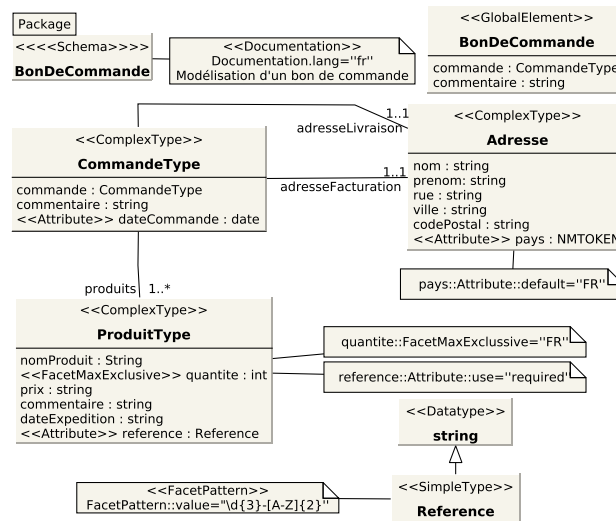 Package
<<<<Schema>>>>
BonDeCommande
<<Documentation>>
Documentation.lang="fr"
Modélisation d'un bon de commande
<<GlobalElement>>
BonDeCommande
commande : CommandeType
commentaire : string
1..1
adresseLivraison
<<ComplexType>>
CommandeType
commande : CommandeType
commentaire : string
<<Attribute>> dateCommande : date
1..1
adresseFacturation
<<ComplexType>>
Adresse
nom : string
prenom: string
rue : string
ville : string
codePostal : string
<<Attribute>> pays : NMTOKEN
pays::Attribute::default="FR"
produits 1..*
<<ComplexType>>
ProduitType
nomProduit : String
<<FacetMaxExclusive>> quantite : int
prix : string
commentaire : string
dateExpedition : string
<<Attribute>> reference : Reference
quantite::FacetMaxExclussive="FR"
reference::Attribute::use="required"
<<Datatype>>
string
<<FacetPattern>>
FacetPattern::value="\d{3}-[A-Z]{2}"
<<SimpleType>>
Reference